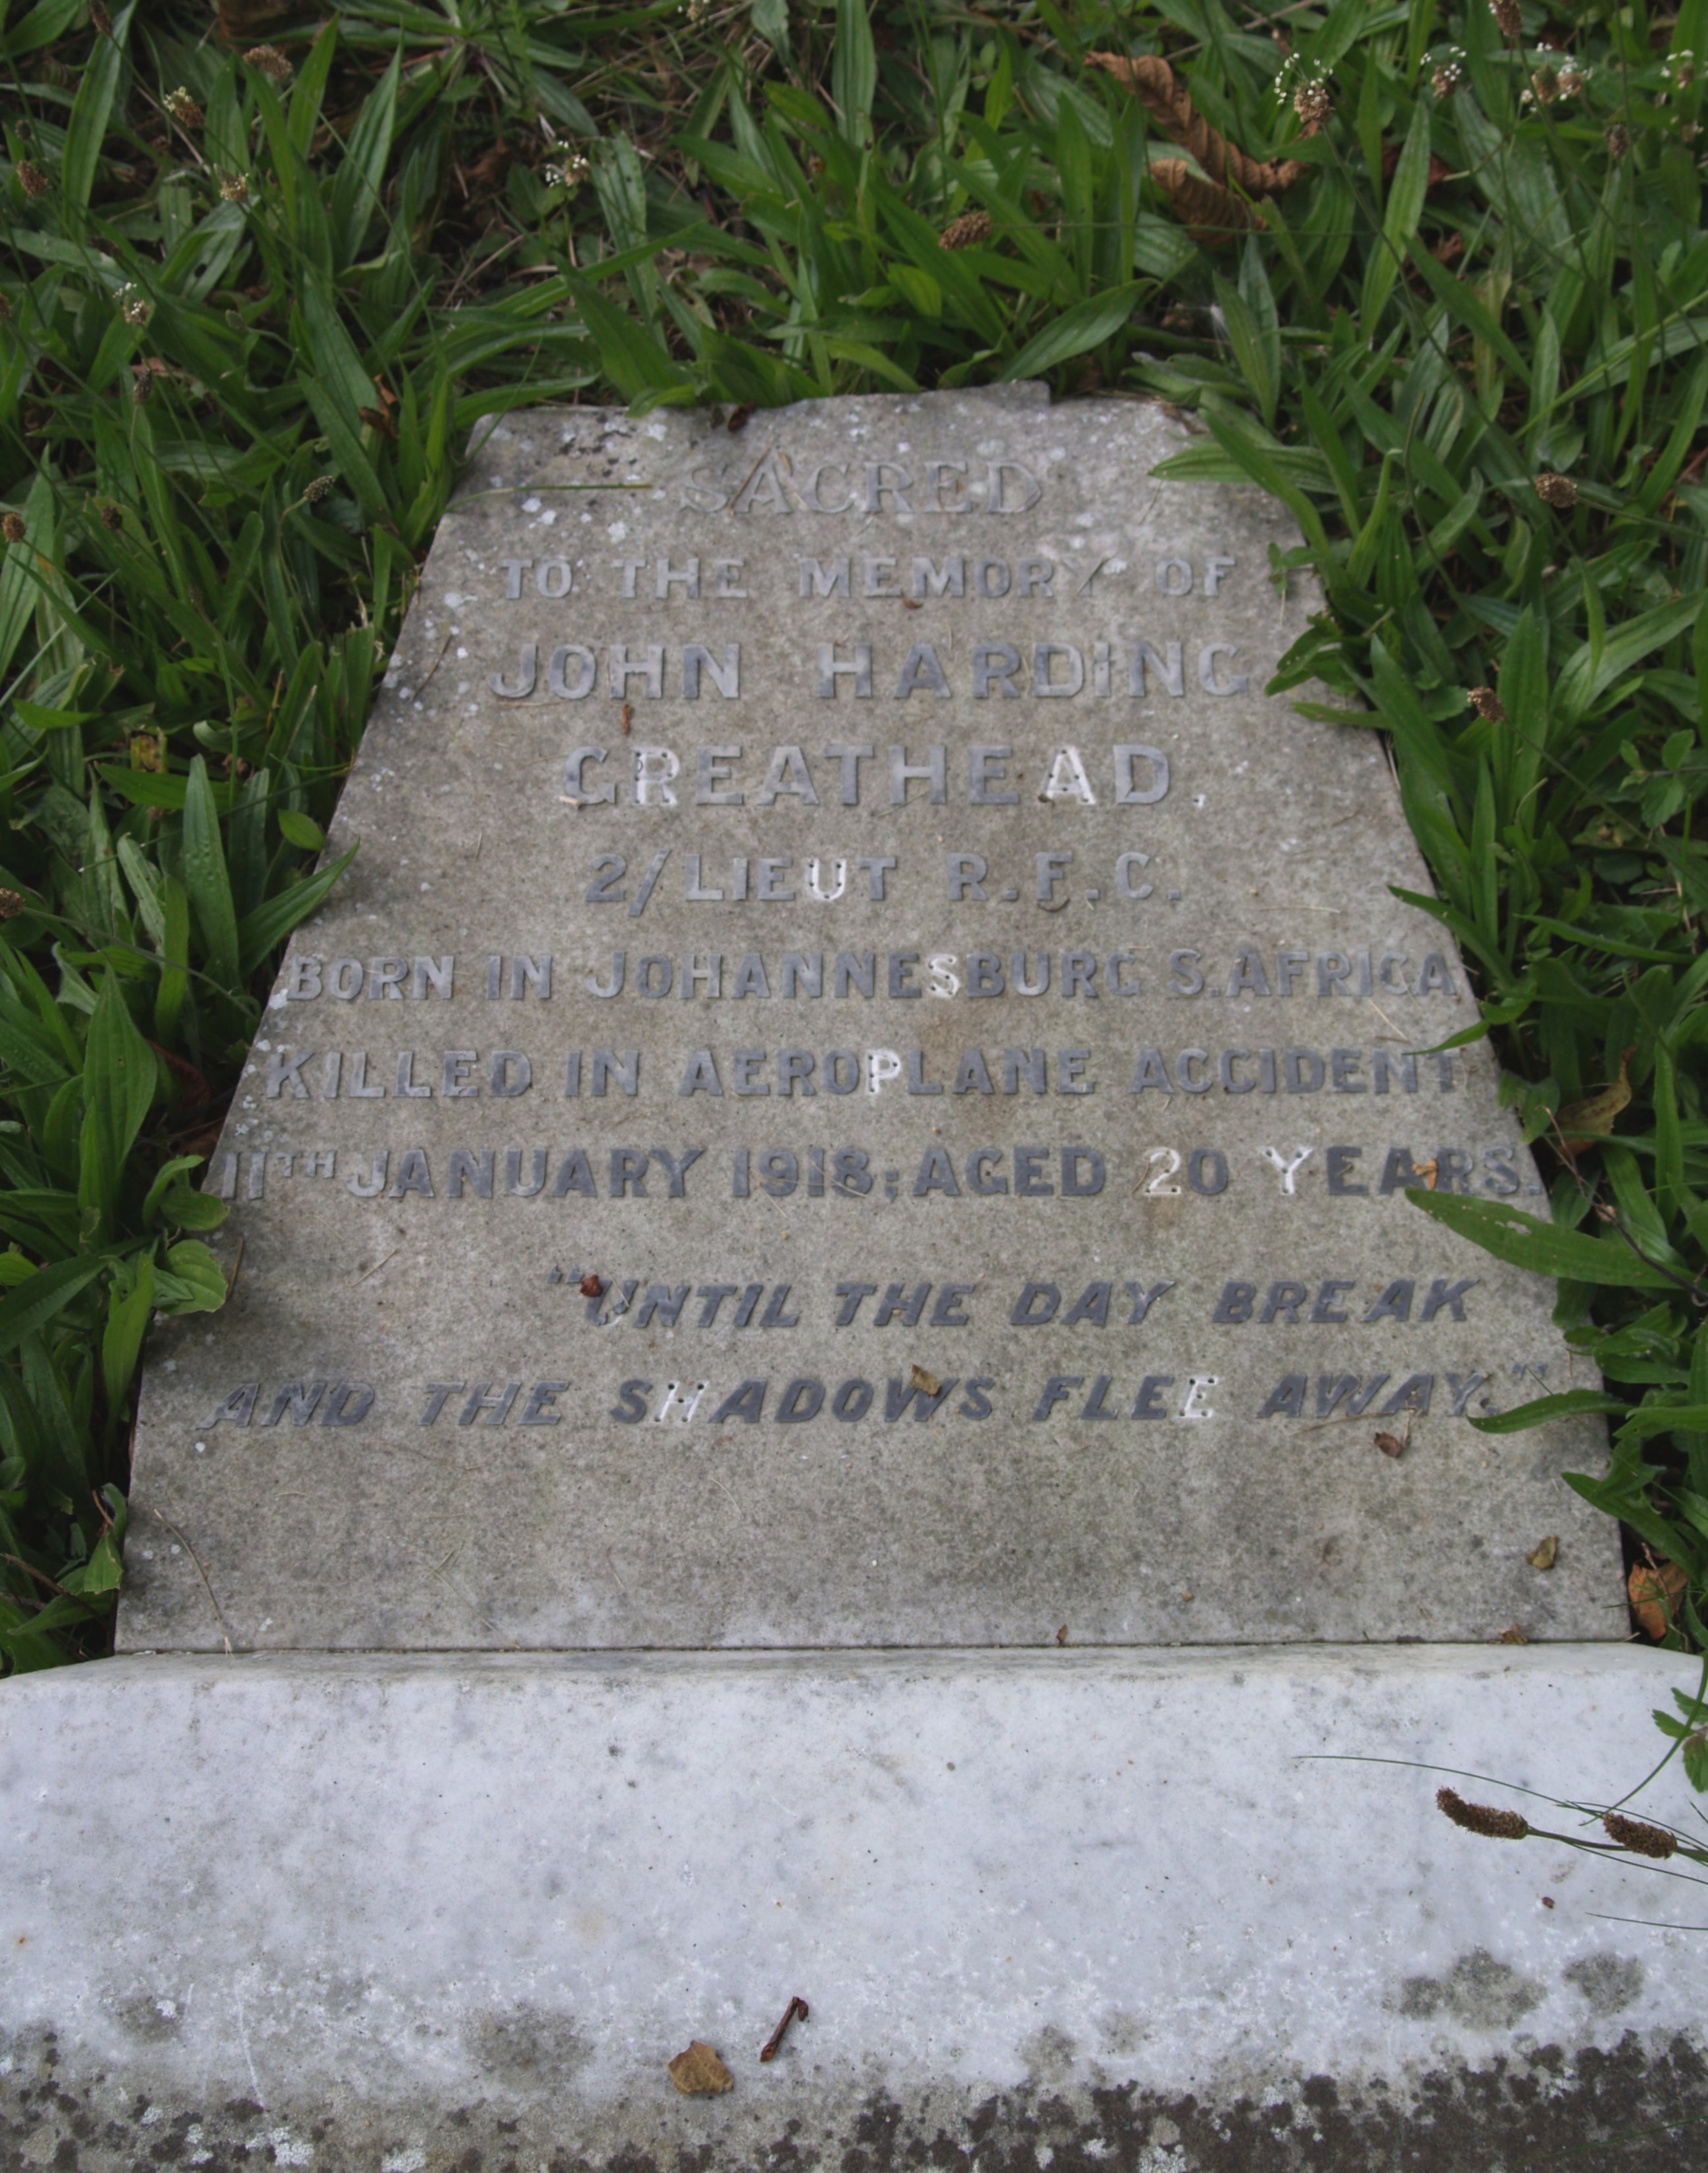 SACRED
TO THE MEMORY OF
JOHN HARDING
GREATHEAD,
2/LIEUT R.F.C.
BORN IN JOHANNESBURG S.AFRICA
KILLED IN AEROPLANE ACCIDENT
11TH JANUARY 1918; AGED 20 YEARS.
"UNTIL THE DAY BREAK
AND THE SHADOWS FLEE AWAY."